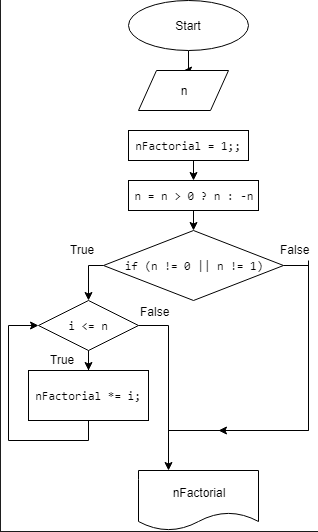 Start
n
nFactorial = 1;;
n = n > 0 ? n : -n
True
False
if (n != 0 || n != 1)
False
i <= n
True
nFactorial *= i;
nFactorial